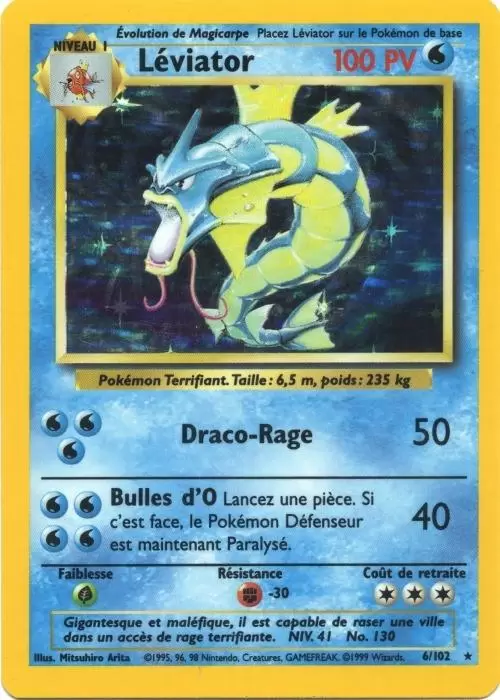 Évolution de Magicarpe Placez Léviator sur le Pokémon de base
NIVEAU 1
Léviator 100 PV
Pokémon Terrifiant. Taille : 6,5 m, poids : 235 kg
Draco-Rage 50
Bulles d'O Lancez une pièce. Si
c'est face, le Pokémon Défenseur
est maintenant Paralysé.
40
Faiblesse Résistance Coût de retraite
-30
Gigantesque et maléfique, il est capable de raser une ville
dans un accès de rage terrifiante. NIV. 41 No. 130
Illus. Mitsuhiro Arita ©1995, 96, 98 Nintendo, Creatures, GAMEFREAK. ©1999 Wizards. 6/102 ★